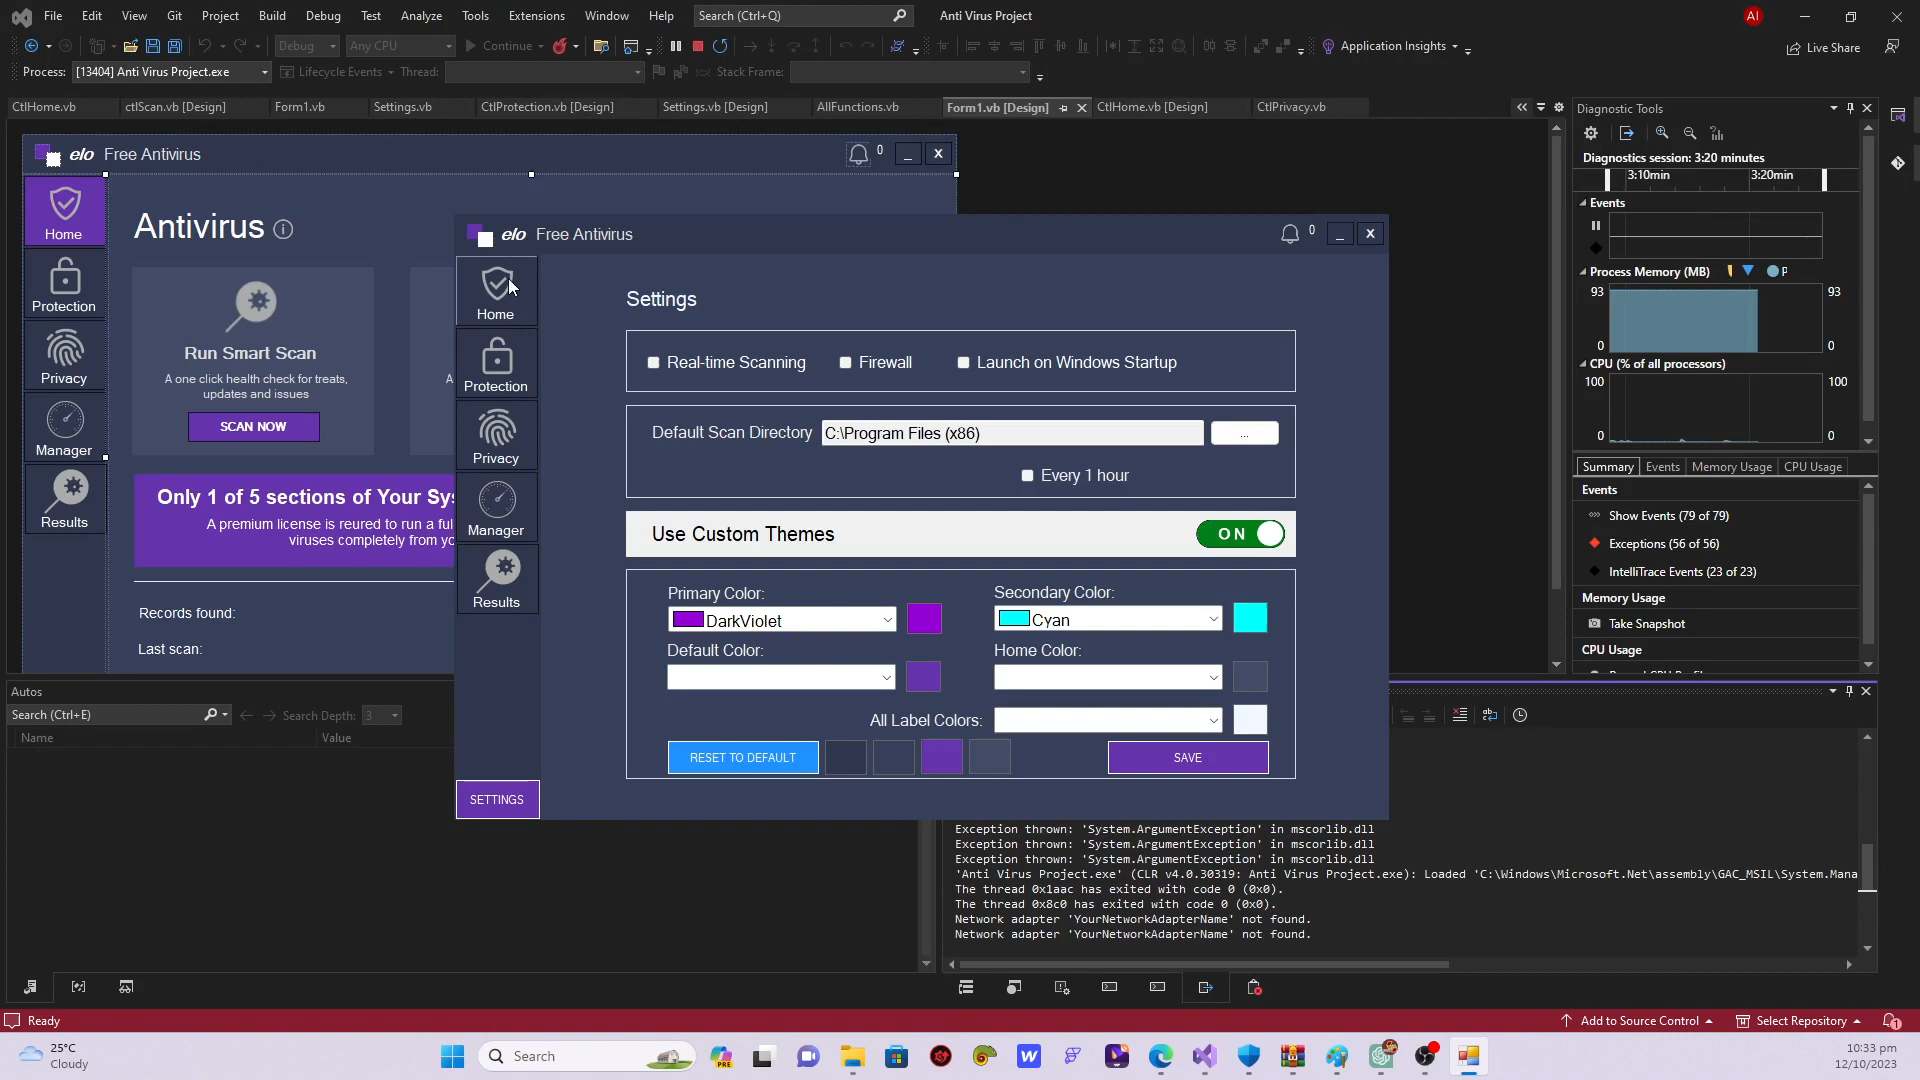 File Edit View Git Project Build Debug Test Analyze Tools Extensions Window Help Search (Ctrl+Q) Anti Virus Project AI
Debug Any CPU Continue Application Insights Live Share
Process: [13404] Anti Virus Project.exe Lifecycle Events Thread: Stack Frame:
CtlHome.vb ctlScan.vb [Design] Form1.vb Settings.vb CtlProtection.vb [Design] Settings.vb [Design] AllFunctions.vb Form1.vb [Design] CtlHome.vb [Design] CtlPrivacy.vb
elo Free Antivirus 0 _ X
Home
Protection
Privacy
Manager
Results
Antivirus
Run Smart Scan
A one click health check for treats,
updates and issues
SCAN NOW
A
Only 1 of 5 sections of Your Sys
A premium license is reured to run a ful
viruses completely from yo
Records found:
Last scan:
elo Free Antivirus 0 _ X
Home
Protection
Privacy
Manager
Results
SETTINGS
Settings
Real-time Scanning Firewall Launch on Windows Startup
Default Scan Directory C:\Program Files (x86) ...
Every 1 hour
Use Custom Themes ON
Primary Color: Secondary Color:
DarkViolet Cyan
Default Color: Home Color:
All Label Colors:
RESET TO DEFAULT SAVE
Diagnostic Tools
Diagnostics session: 3:20 minutes
3:10min 3:20min
Events
Process Memory (MB) P
93 93
0 0
CPU (% of all processors)
100 100
0 0
Summary Events Memory Usage CPU Usage
Events
Show Events (79 of 79)
Exceptions (56 of 56)
IntelliTrace Events (23 of 23)
Memory Usage
Take Snapshot
CPU Usage
Autos
Search (Ctrl+E) Search Depth: 3
Name Value
Exception thrown: 'System.ArgumentException' in mscorlib.dll
Exception thrown: 'System.ArgumentException' in mscorlib.dll
Exception thrown: 'System.ArgumentException' in mscorlib.dll
'Anti Virus Project.exe' (CLR v4.0.30319: Anti Virus Project.exe): Loaded 'C:\Windows\Microsoft.Net\assembly\GAC_MSIL\System.Mana
The thread 0x1aac has exited with code 0 (0x0).
The thread 0x8c0 has exited with code 0 (0x0).
Network adapter 'YourNetworkAdapterName' not found.
Network adapter 'YourNetworkAdapterName' not found.
Ready Add to Source Control Select Repository 1
25°C
Cloudy
Search
PRE
W
10:33 pm
12/10/2023